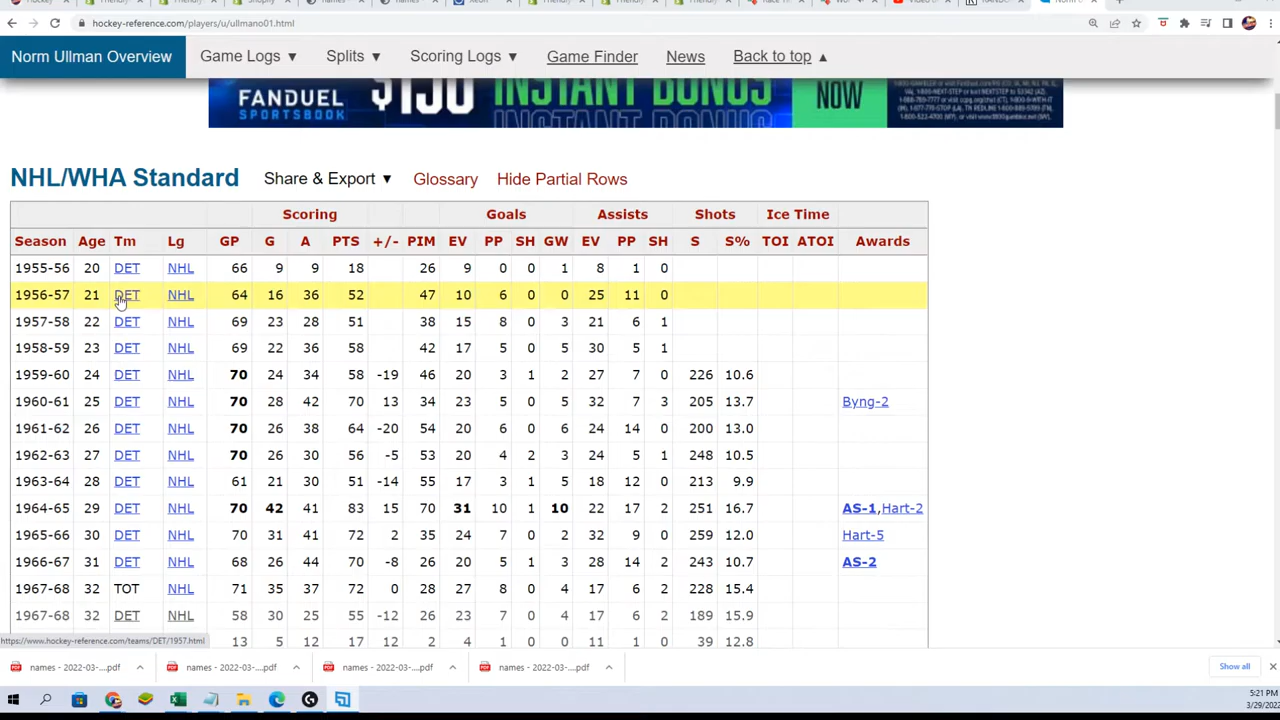 hockey-reference.com/players/u/ullmano01.html
Norm Ullman Overview Game Logs ▼ Splits ▼ Scoring Logs ▼ Game Finder News Back to top ▲
FANDUEL
SPORTSBOOK
$150 INSTANT BONUS
NOW
NHL/WHA Standard Share & Export ▼ Glossary Hide Partial Rows
Scoring Goals Assists Shots Ice Time
Season Age Tm Lg GP G A PTS +/- PIM EV PP SH GW EV PP SH S S% TOI ATOI Awards
1955-56 20 DET NHL 66 9 9 18 26 9 0 0 1 8 1 0
1956-57 21 DET NHL 64 16 36 52 47 10 6 0 0 25 11 0
1957-58 22 DET NHL 69 23 28 51 38 15 8 0 3 21 6 1
1958-59 23 DET NHL 69 22 36 58 42 17 5 0 5 30 5 1
1959-60 24 DET NHL 70 24 34 58 -19 46 20 3 1 2 27 7 0 226 10.6
1960-61 25 DET NHL 70 28 42 70 13 34 23 5 0 5 32 7 3 205 13.7 Byng-2
1961-62 26 DET NHL 70 26 38 64 -20 54 20 6 0 6 24 14 0 200 13.0
1962-63 27 DET NHL 70 26 30 56 -5 53 20 4 2 3 24 5 1 248 10.5
1963-64 28 DET NHL 61 21 30 51 -14 55 17 3 1 5 18 12 0 213 9.9
1964-65 29 DET NHL 70 42 41 83 15 70 31 10 1 10 22 17 2 251 16.7 AS-1,Hart-2
1965-66 30 DET NHL 70 31 41 72 2 35 24 7 0 2 32 9 0 259 12.0 Hart-5
1966-67 31 DET NHL 68 26 44 70 -8 26 20 5 1 3 28 14 2 243 10.7 AS-2
1967-68 32 TOT NHL 71 35 37 72 0 28 27 8 0 4 17 6 2 228 15.4
1967-68 32 DET NHL 58 30 25 55 -12 26 23 7 0 4 17 6 2 189 15.9
13 5 12 17 12 2 4 1 0 0 11 1 0 39 12.8
https://www.hockey-reference.com/teams/DET/1957.html
names - 2022-03-....pdf names - 2022-03-....pdf names - 2022-03-....pdf names - 2022-03-....pdf Show all
5:21 PM
3/29/2022